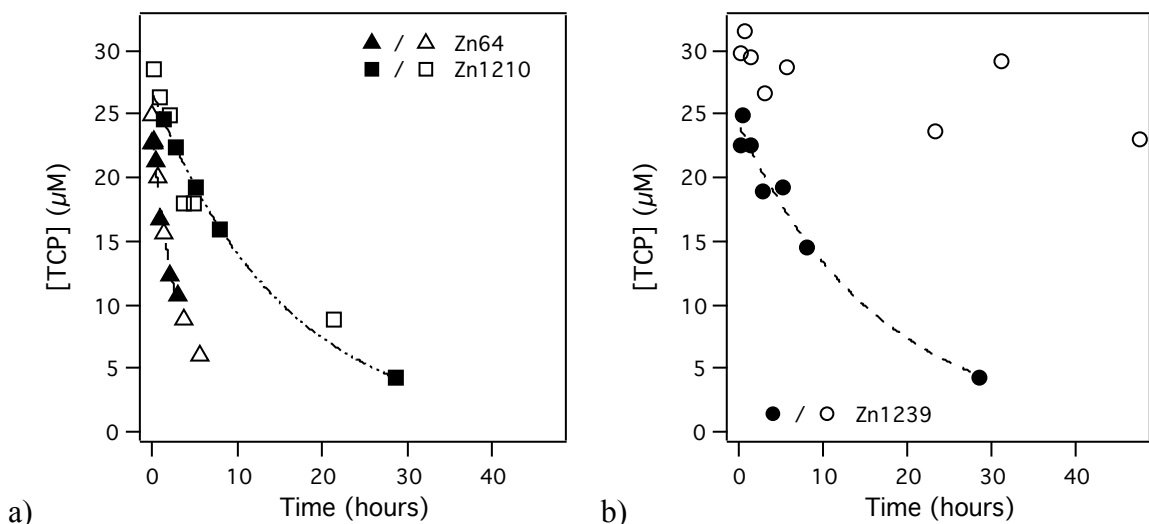 ▲ / △ Zn64
■ / □ Zn1210
[TCP] (µM)
30
25
20
15
10
5
0
0 10 20 30 40
Time (hours)
a)
[TCP] (µM)
30
25
20
15
10
5
0
● / ○ Zn1239
0 10 20 30 40
Time (hours)
b)